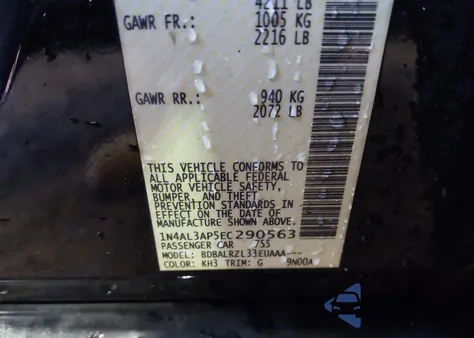 4211 LB
GAWR FR.: 1005 KG
2216 LB
GAWR RR.: 940 KG
2072 LB
THIS VEHICLE CONFORMS TO
ALL APPLICABLE FEDERAL
MOTOR VEHICLE SAFETY,
BUMPER, AND THEFT
PREVENTION STANDARDS IN
EFFECT ON THE DATE OF
MANUFACTURE SHOWN ABOVE.
1N4AL3AP5EC290563
PASSENGER CAR 755
MODEL: BDBALRZL33EUAAA---
COLOR: KH3 TRIM: G 9N00A